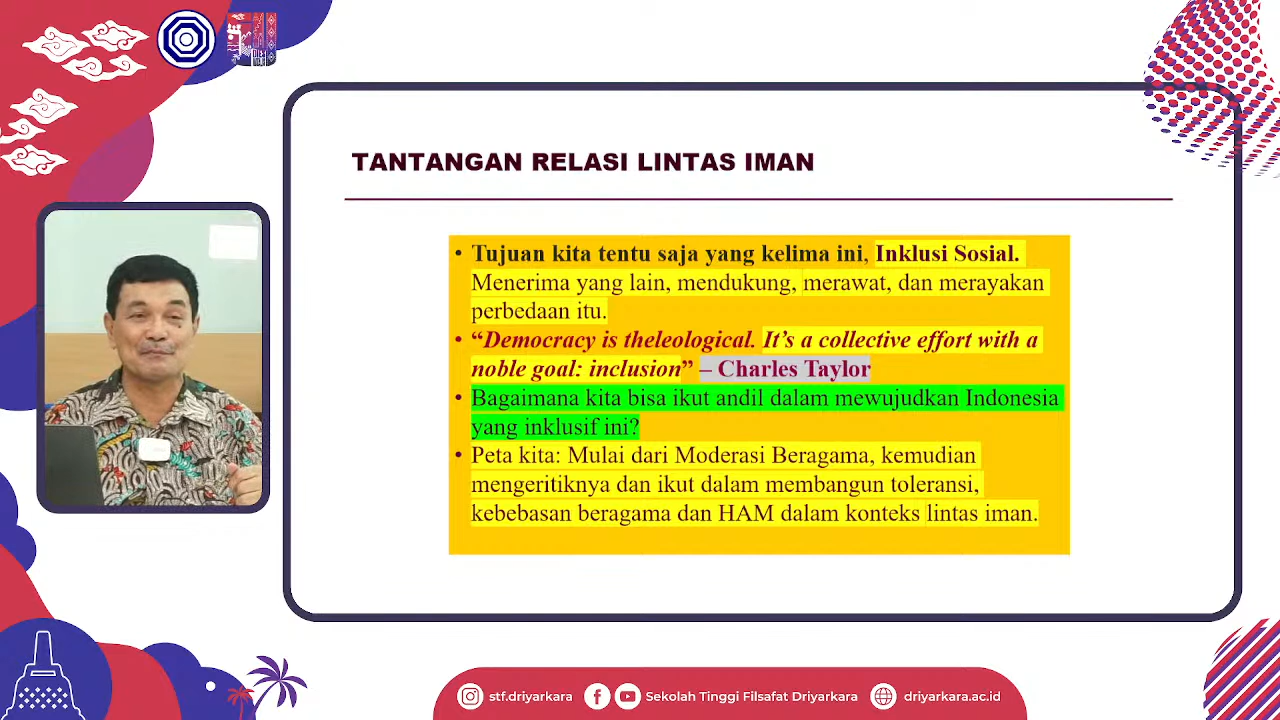 TANTANGAN RELASI LINTAS IMAN
• Tujuan kita tentu saja yang kelima ini, Inklusi Sosial.
Menerima yang lain, mendukung, merawat, dan merayakan
perbedaan itu.
• “Democracy is theleological. It’s a collective effort with a
noble goal: inclusion” – Charles Taylor
• Bagaimana kita bisa ikut andil dalam mewujudkan Indonesia
yang inklusif ini?
• Peta kita: Mulai dari Moderasi Beragama, kemudian
mengeritiknya dan ikut dalam membangun toleransi,
kebebasan beragama dan HAM dalam konteks lintas iman.
stf.driyarkara Sekolah Tinggi Filsafat Driyarkara driyarkara.ac.id